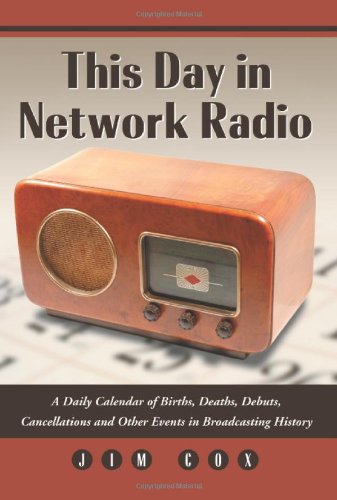 This Day in
Network Radio
A Daily Calendar of Births, Deaths, Debuts,
Cancellations and Other Events in Broadcasting History
JIM COX